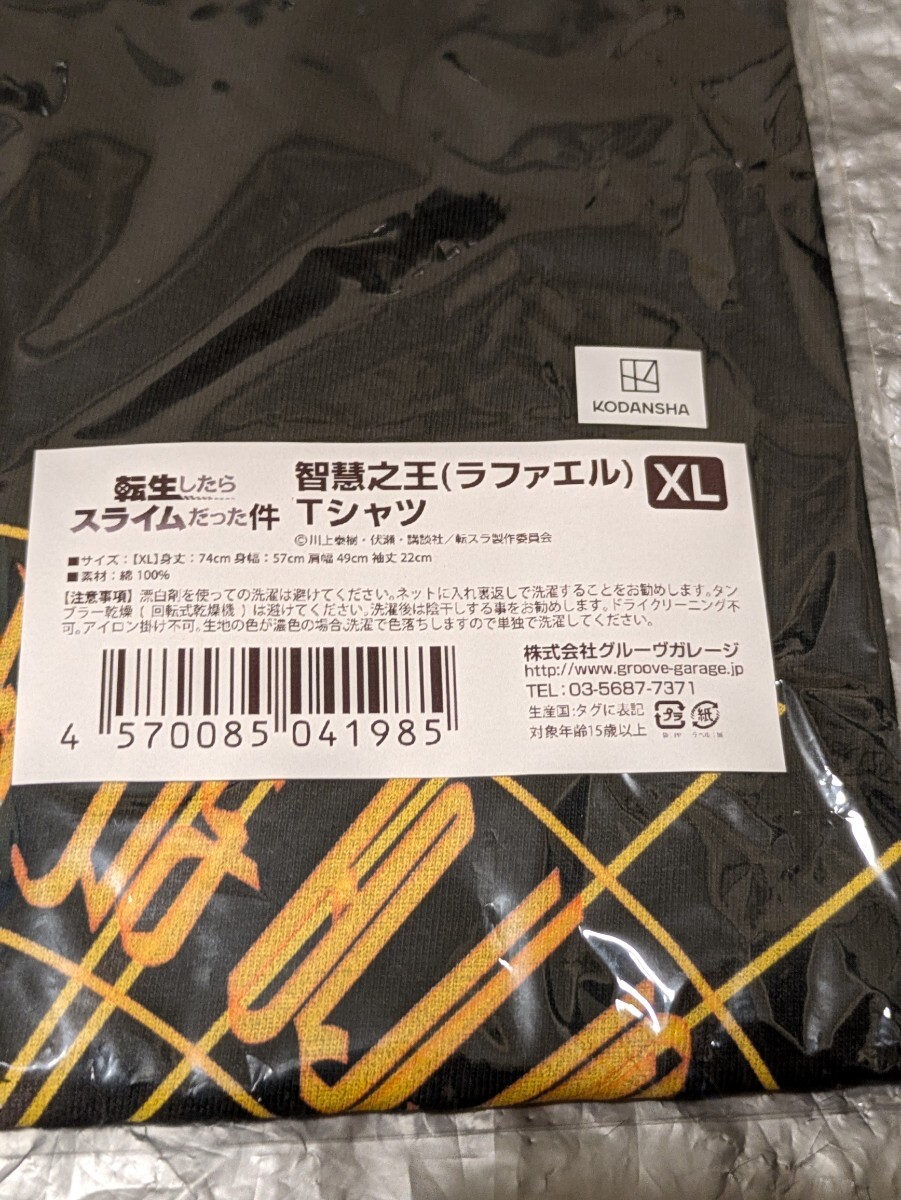 KODANSHA
転生したら
スライムだった件
智慧之王(ラファエル)
Tシャツ
XL
©川上泰樹・伏瀬・講談社／転スラ製作委員会
■サイズ：【XL】身丈：74cm 身幅：57cm 肩幅 49cm 袖丈 22cm
■素材：綿 100%
【注意事項】漂白剤を使っての洗濯は避けてください。ネットに入れ裏返しで洗濯することをお勧めします。タン
ブラー乾燥 ( 回転式乾燥機 ) は避けてください。洗濯後は陰干しする事をお勧めします。ドライクリーニング不
可。アイロン掛け不可。生地の色が濃色の場合、洗濯で色落ちしますので単独で洗濯してください。
株式会社グルーヴガレージ
http://www.groove-garage.jp
TEL：03-5687-7371
生産国：タグに表記
対象年齢15歳以上
プラ
紙
4 570085 041985